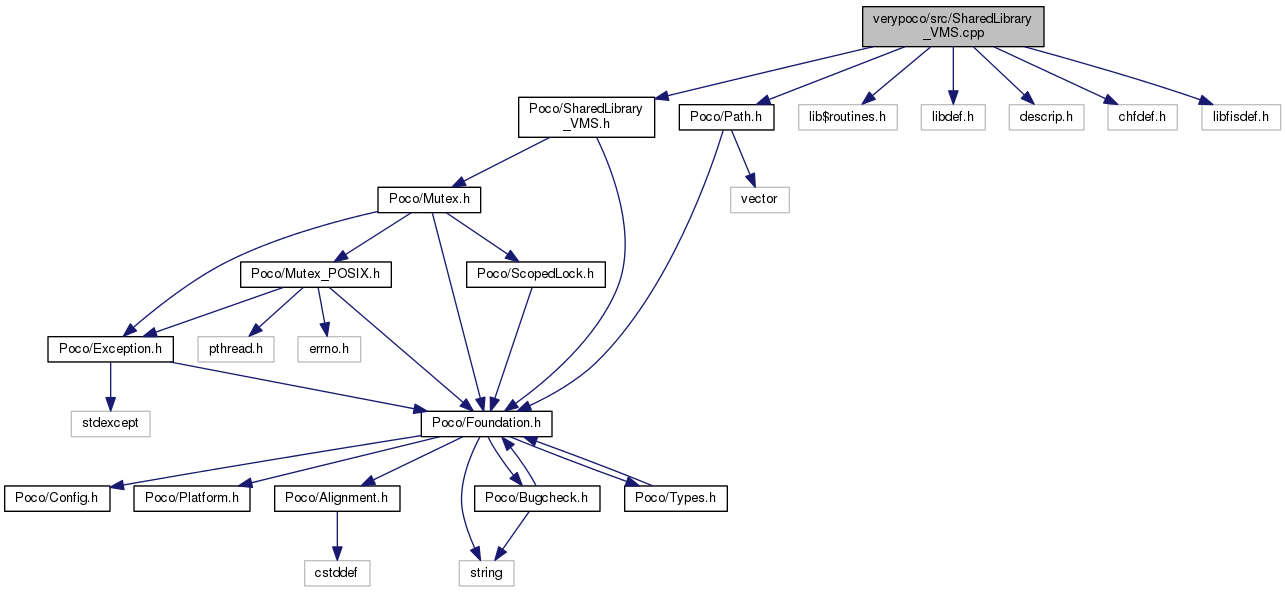 verypoco/src/SharedLibrary
_VMS.cpp
Poco/SharedLibrary
_VMS.h
Poco/Path.h
lib$routines.h
libdef.h
descrip.h
chfdef.h
libfisdef.h
Poco/Mutex.h
vector
Poco/Mutex_POSIX.h
Poco/ScopedLock.h
Poco/Exception.h
pthread.h
errno.h
stdexcept
Poco/Foundation.h
Poco/Config.h
Poco/Platform.h
Poco/Alignment.h
Poco/Bugcheck.h
Poco/Types.h
cstddef
string